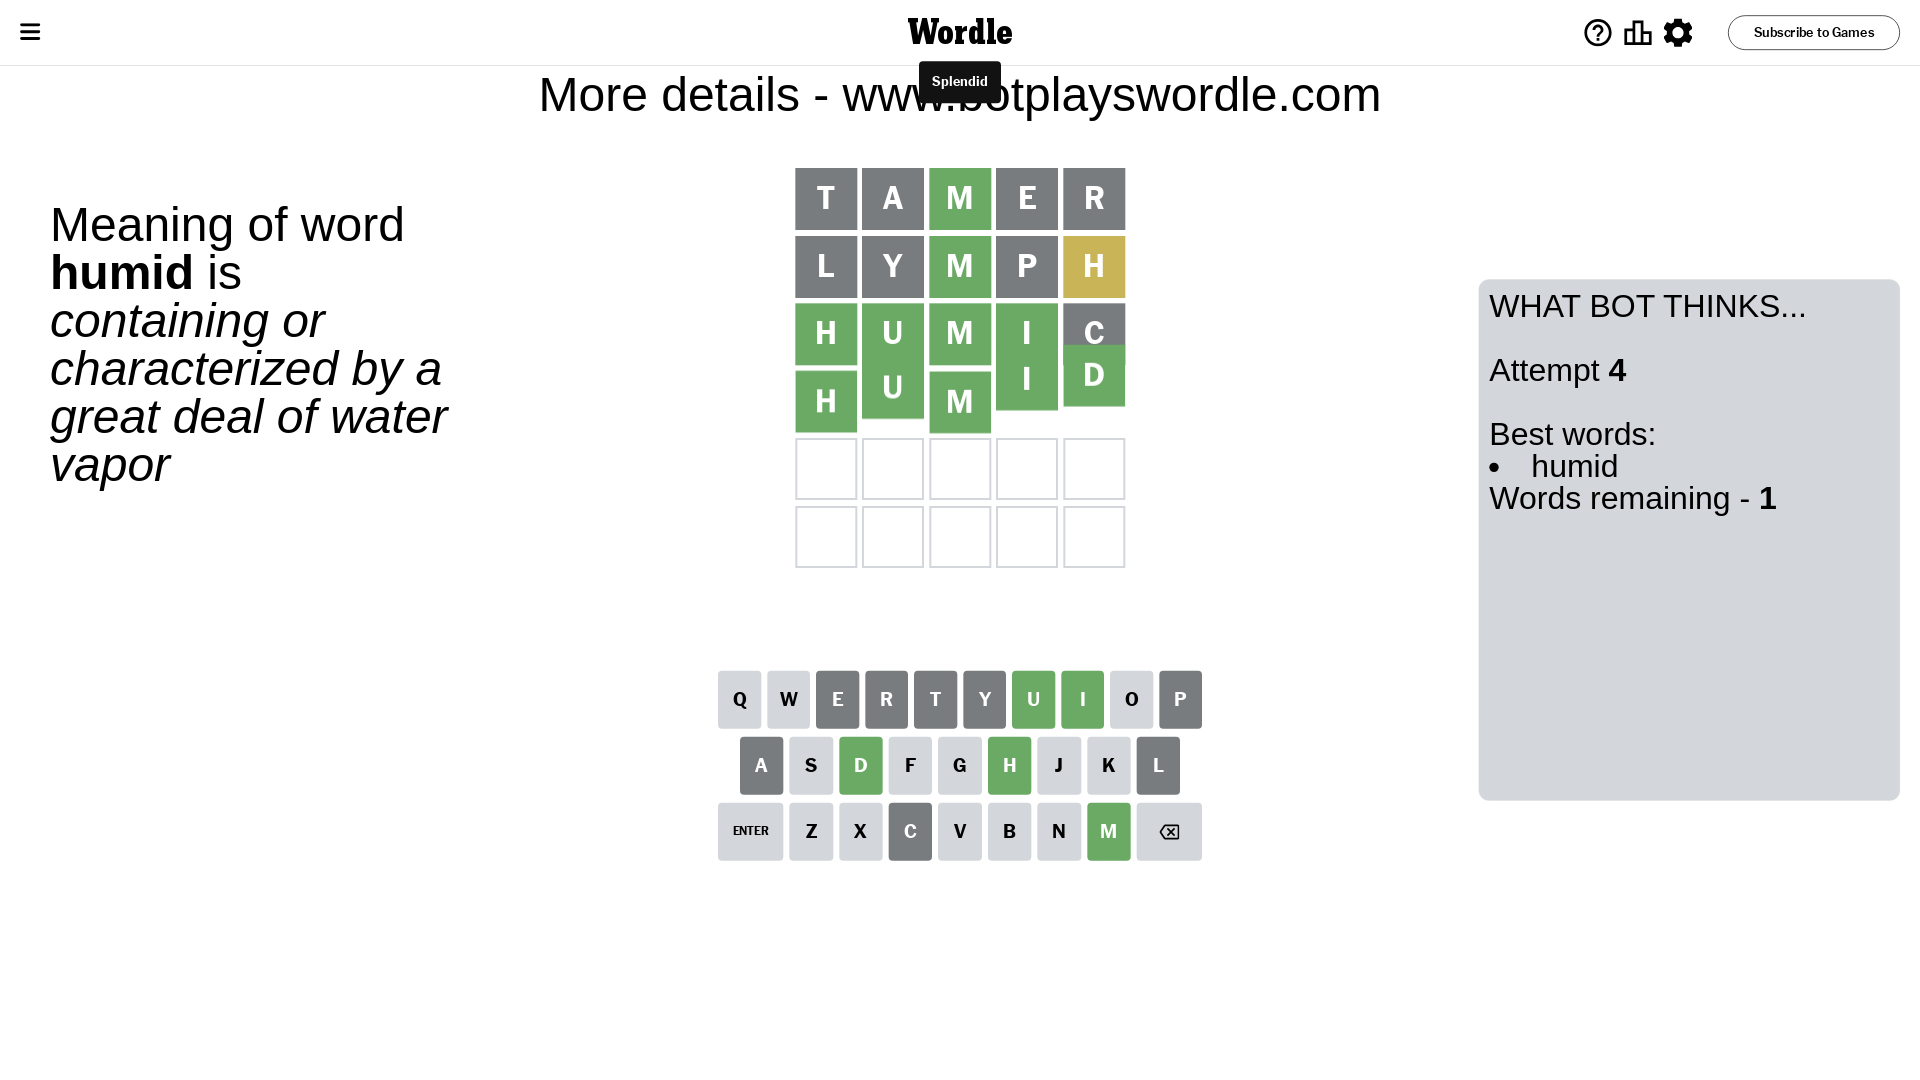 Wordle
Subscribe to Games
Splendid
More details - www.botplayswordle.com
Meaning of word
humid is
containing or
characterized by a
great deal of water
vapor
T A M E R
L Y M P H
H U M I C
H U M I D
WHAT BOT THINKS...
Attempt 4
Best words:
• humid
Words remaining - 1
Q W E R T Y U I O P
A S D F G H J K L
ENTER Z X C V B N M